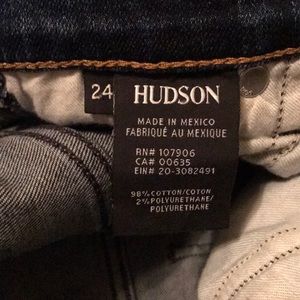 24
HUDSON
MADE IN MEXICO
FABRIQUÉ AU MEXIQUE
RN# 107906
CA# 00635
EIN# 20-3082491
98% COTTON/COTON
2% POLYURETHANE/
POLYURETHANE